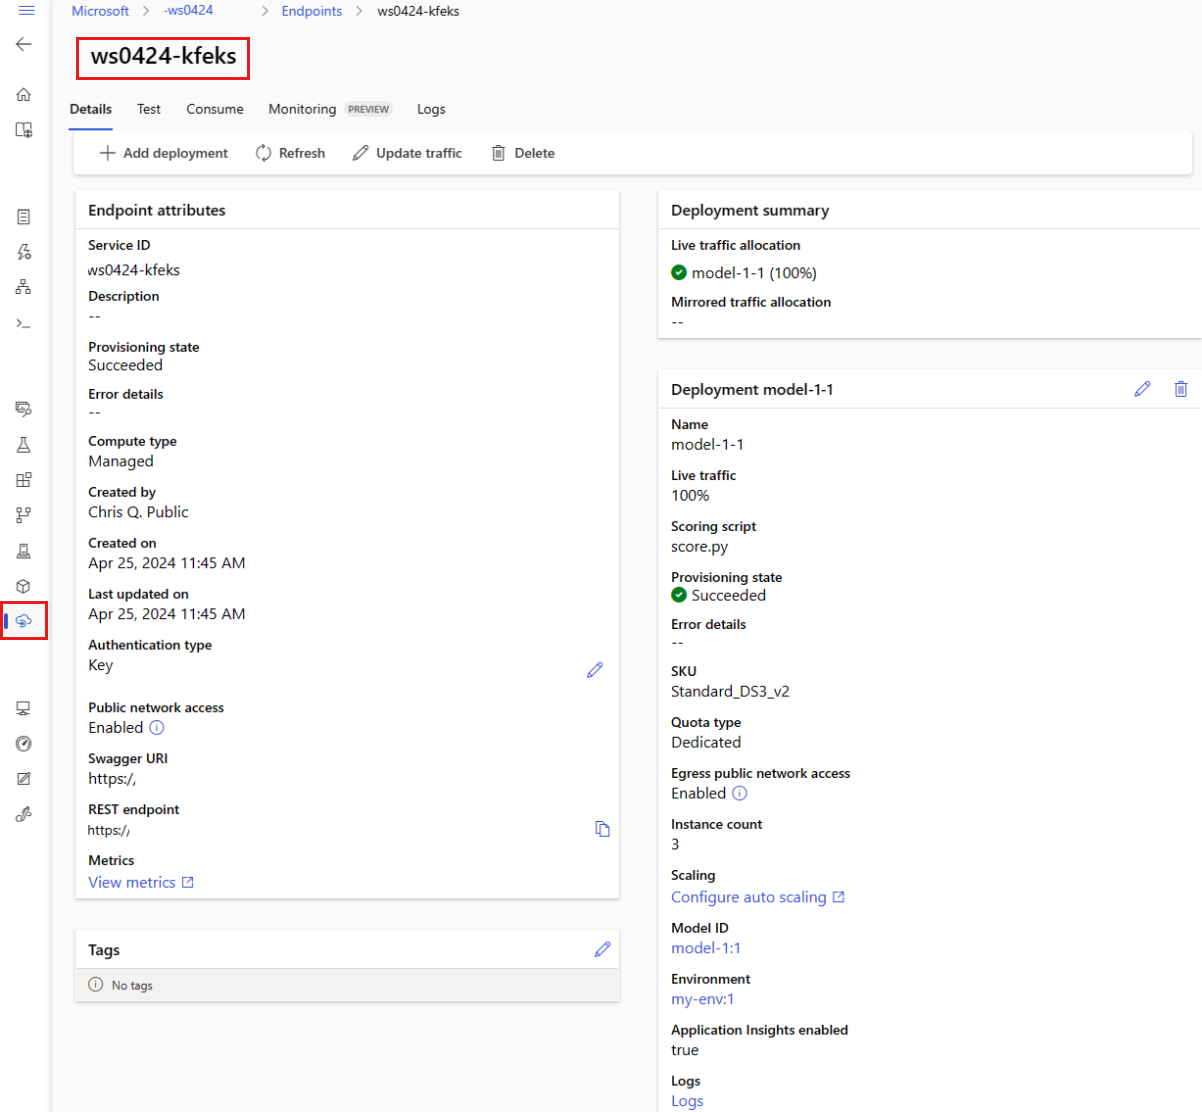 Microsoft > -ws0424 > Endpoints > ws0424-kfeks
ws0424-kfeks
Details Test Consume Monitoring PREVIEW Logs
Add deployment Refresh Update traffic Delete
Endpoint attributes
Service ID
ws0424-kfeks
Description
--
Provisioning state
Succeeded
Error details
--
Compute type
Managed
Created by
Chris Q. Public
Created on
Apr 25, 2024 11:45 AM
Last updated on
Apr 25, 2024 11:45 AM
Authentication type
Key
Public network access
Enabled
Swagger URI
https:/,
REST endpoint
https://
Metrics
View metrics
Tags
No tags
Deployment summary
Live traffic allocation
model-1-1 (100%)
Mirrored traffic allocation
--
Deployment model-1-1
Name
model-1-1
Live traffic
100%
Scoring script
score.py
Provisioning state
Succeeded
Error details
--
SKU
Standard_DS3_v2
Quota type
Dedicated
Egress public network access
Enabled
Instance count
3
Scaling
Configure auto scaling
Model ID
model-1:1
Environment
my-env:1
Application Insights enabled
true
Logs
Logs